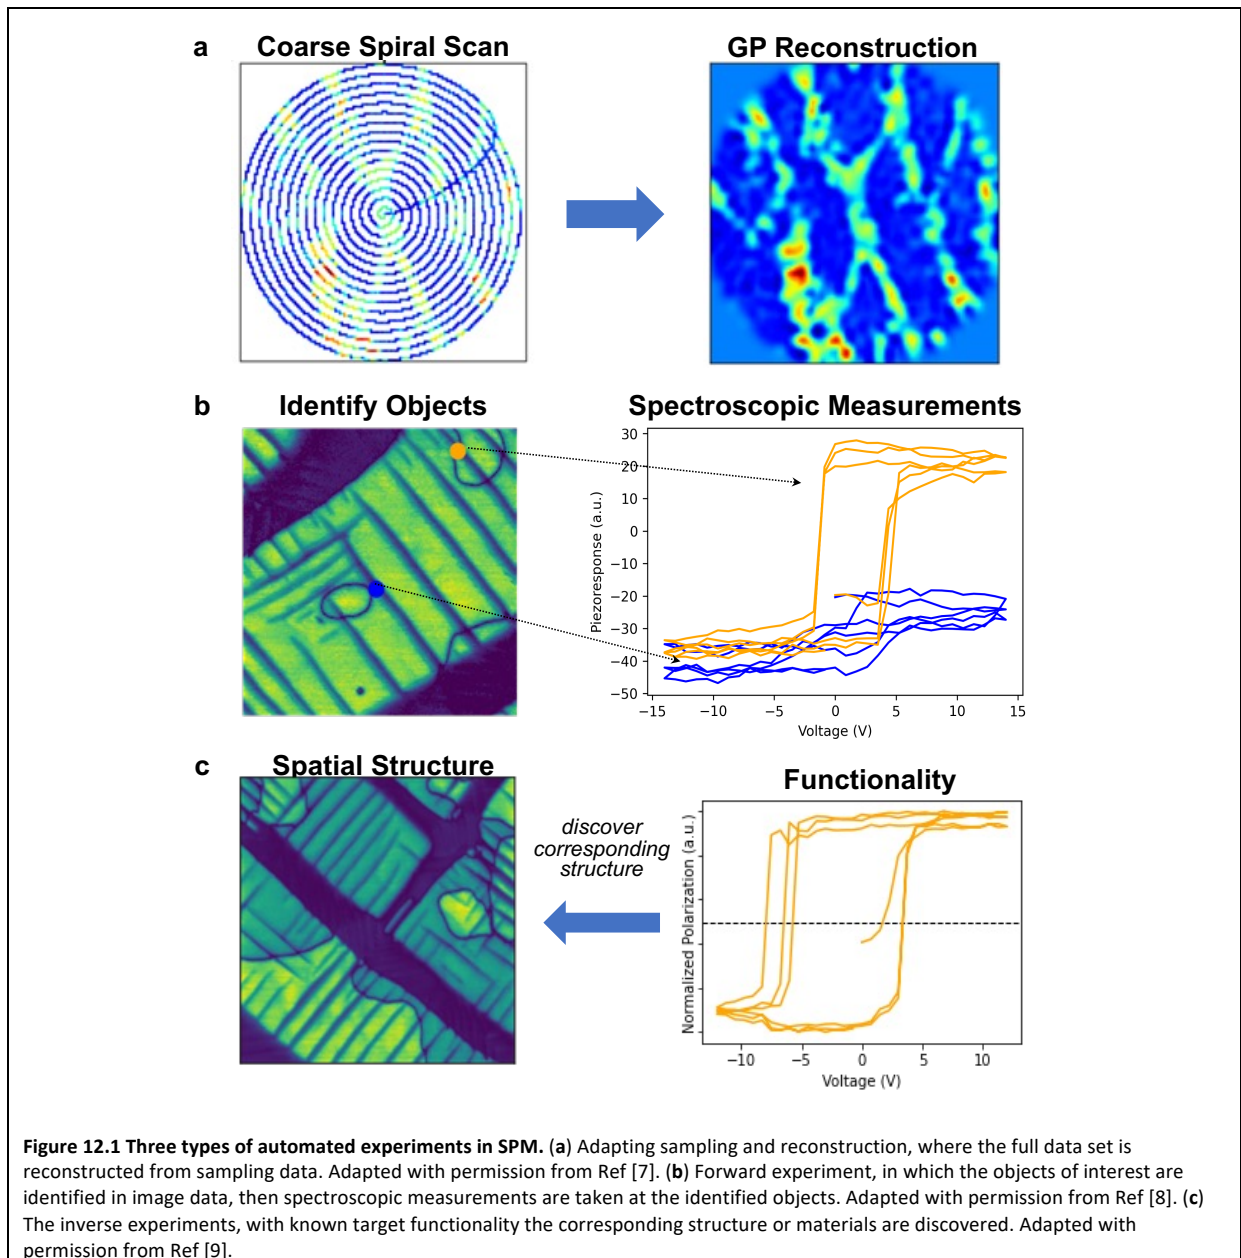 a
Coarse Spiral Scan
GP Reconstruction
b
Identify Objects
Spectroscopic Measurements
30
20
10
0
−10
−20
−30
−40
−50
Piezoresponse (a.u.)
−15
−10
−5
0
5
10
15
Voltage (V)
c
Spatial Structure
discover
corresponding
structure
Functionality
Normalized Polarization (a.u.)
−10
−5
0
5
10
Voltage (V)
Figure 12.1 Three types of automated experiments in SPM. (a) Adapting sampling and reconstruction, where the full data set is
reconstructed from sampling data. Adapted with permission from Ref [7]. (b) Forward experiment, in which the objects of interest are
identified in image data, then spectroscopic measurements are taken at the identified objects. Adapted with permission from Ref [8]. (c)
The inverse experiments, with known target functionality the corresponding structure or materials are discovered. Adapted with
permission from Ref [9].